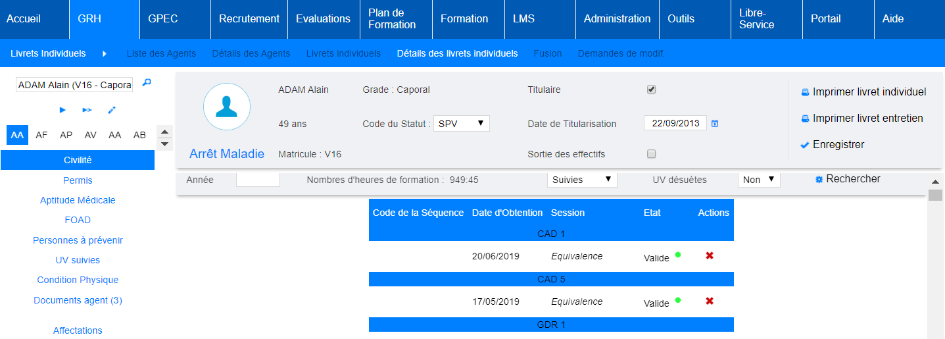 Accueil GRH GPEC Recrutement Evaluations Plan de Formation Formation LMS Administration Outils Libre-Service Portail Aide
Livrets Individuels Liste des Agents Détails des Agents Livrets Individuels Détails des livrets individuels Fusion Demandes de modif.
ADAM Alain (V16 - Capora
AA AF AP AV AA AB
Civilité
Permis
Aptitude Médicale
FOAD
Personnes à prévenir
UV suivies
Condition Physique
Documents agent (3)
Affectations
ADAM Alain Grade : Caporal Titulaire
49 ans Code du Statut : SPV Date de Titularisation 22/09/2013
Arrêt Maladie Matricule : V16 Sortie des effectifs
Imprimer livret individuel
Imprimer livret entretien
Enregistrer
Année Nombres d'heures de formation : 949:45 Suivies UV désuètes Non Rechercher
Code de la Séquence Date d'Obtention Session Etat Actions
CAD 1
20/06/2019 Equivalence Valide
CAD 5
17/05/2019 Equivalence Valide
GDR 1